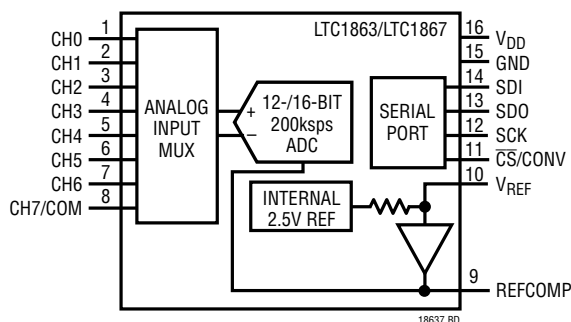 LTC1863/LTC1867
CH0 1
CH1 2
CH2 3
CH3 4
CH4 5
CH5 6
CH6 7
CH7/COM 8
ANALOG
INPUT
MUX
+
–
12-/16-BIT
200ksps
ADC
INTERNAL
2.5V REF
SERIAL
PORT
16 VDD
15 GND
14 SDI
13 SDO
12 SCK
11 C̅S̅/CONV
10 VREF
9 REFCOMP
18637 BD